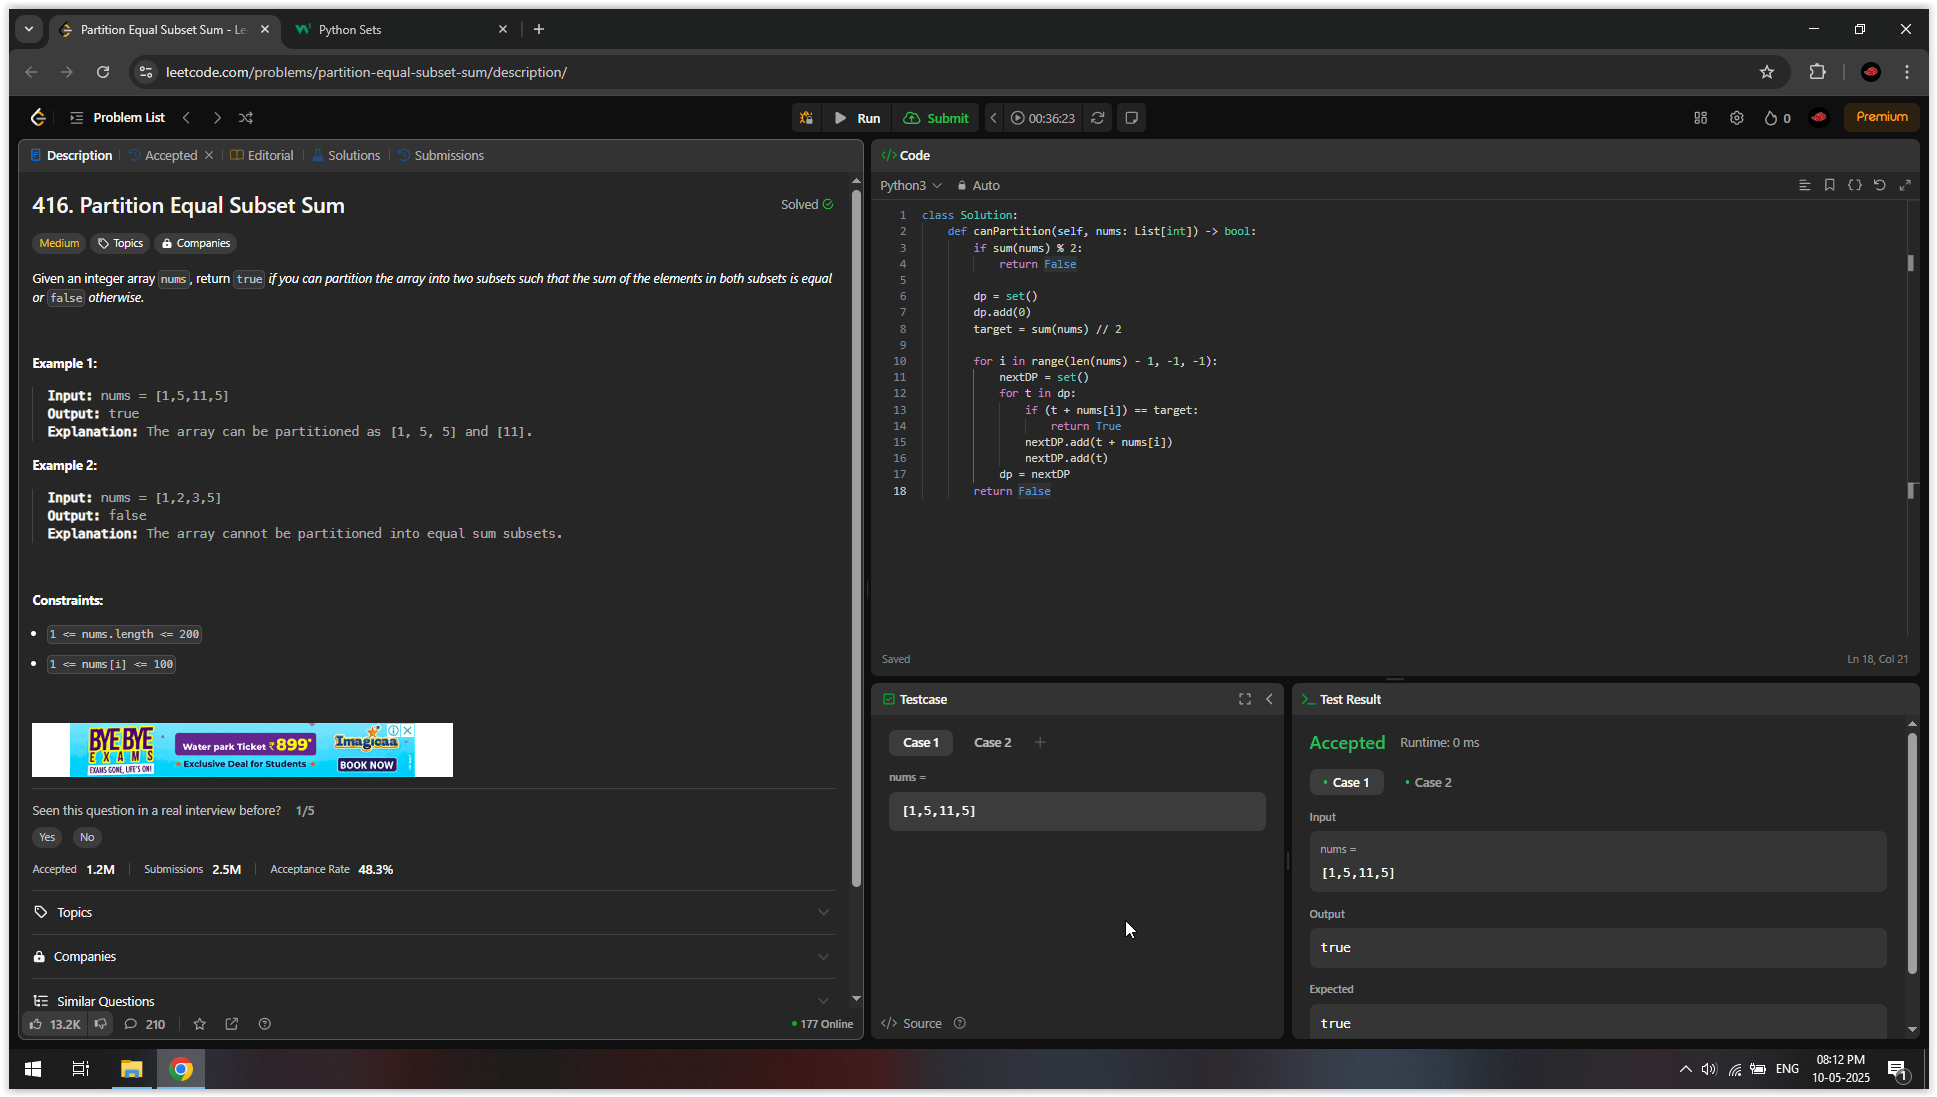 Partition Equal Subset Sum - Le
Python Sets
leetcode.com/problems/partition-equal-subset-sum/description/
Problem List
Run
Submit
00:36:23
0
Premium
Description
Accepted
Editorial
Solutions
Submissions
416. Partition Equal Subset Sum
Solved
Medium
Topics
Companies
Given an integer array nums, return true if you can partition the array into two subsets such that the sum of the elements in both subsets is equal
or false otherwise.
Example 1:
Input: nums = [1,5,11,5]
Output: true
Explanation: The array can be partitioned as [1, 5, 5] and [11].
Example 2:
Input: nums = [1,2,3,5]
Output: false
Explanation: The array cannot be partitioned into equal sum subsets.
Constraints:
1 <= nums.length <= 200
1 <= nums[i] <= 100
BYE BYE
EXAMS
EXAMS GONE, LIFE'S ON!
Water park Ticket ₹899*
Exclusive Deal for Students
Imagicaa
BOOK NOW
Seen this question in a real interview before? 1/5
Yes
No
Accepted 1.2M
Submissions 2.5M
Acceptance Rate 48.3%
Topics
Companies
Similar Questions
13.2K
210
177 Online
</> Code
Python3
Auto
1 class Solution:
2 def canPartition(self, nums: List[int]) -> bool:
3 if sum(nums) % 2:
4 return False
5
6 dp = set()
7 dp.add(0)
8 target = sum(nums) // 2
9
10 for i in range(len(nums) - 1, -1, -1):
11 nextDP = set()
12 for t in dp:
13 if (t + nums[i]) == target:
14 return True
15 nextDP.add(t + nums[i])
16 nextDP.add(t)
17 dp = nextDP
18 return False
Saved
Ln 18, Col 21
Testcase
Case 1
Case 2
+
nums =
[1,5,11,5]
</> Source
>_ Test Result
Accepted
Runtime: 0 ms
Case 1
Case 2
Input
nums =
[1,5,11,5]
Output
true
Expected
true
ENG
08:12 PM
10-05-2025
1